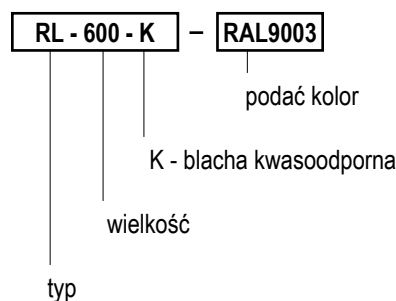 RL - 600 - K – RAL9003
podać kolor
K - blacha kwasoodporna
wielkość
typ